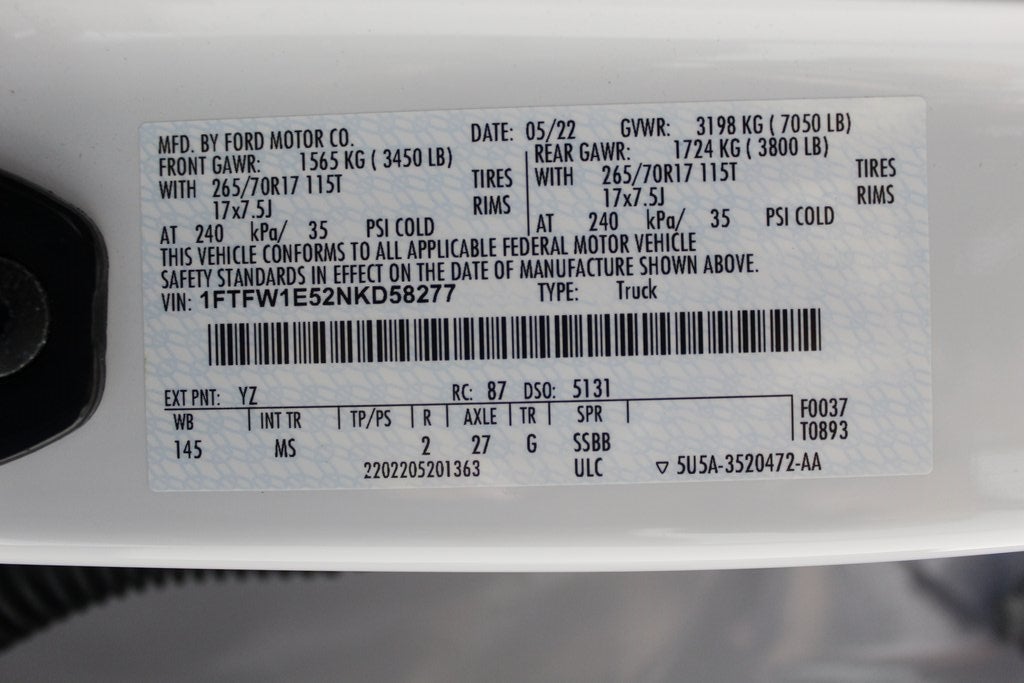 MFD. BY FORD MOTOR CO. DATE: 05/22 GVWR: 3198 KG ( 7050 LB)
FRONT GAWR: 1565 KG ( 3450 LB) REAR GAWR: 1724 KG ( 3800 LB)
WITH 265/70R17 115T TIRES WITH 265/70R17 115T TIRES
17x7.5J RIMS 17x7.5J RIMS
AT 240 kPa/ 35 PSI COLD AT 240 kPa/ 35 PSI COLD
THIS VEHICLE CONFORMS TO ALL APPLICABLE FEDERAL MOTOR VEHICLE
SAFETY STANDARDS IN EFFECT ON THE DATE OF MANUFACTURE SHOWN ABOVE.
VIN: 1FTFW1E52NKD58277 TYPE: Truck
EXT PNT: YZ RC: 87 DSO: 5131
WB INT TR TP/PS R AXLE TR SPR F0037
145 MS 2 27 G SSBB T0893
2202205201363 ULC ▽ 5U5A-3520472-AA